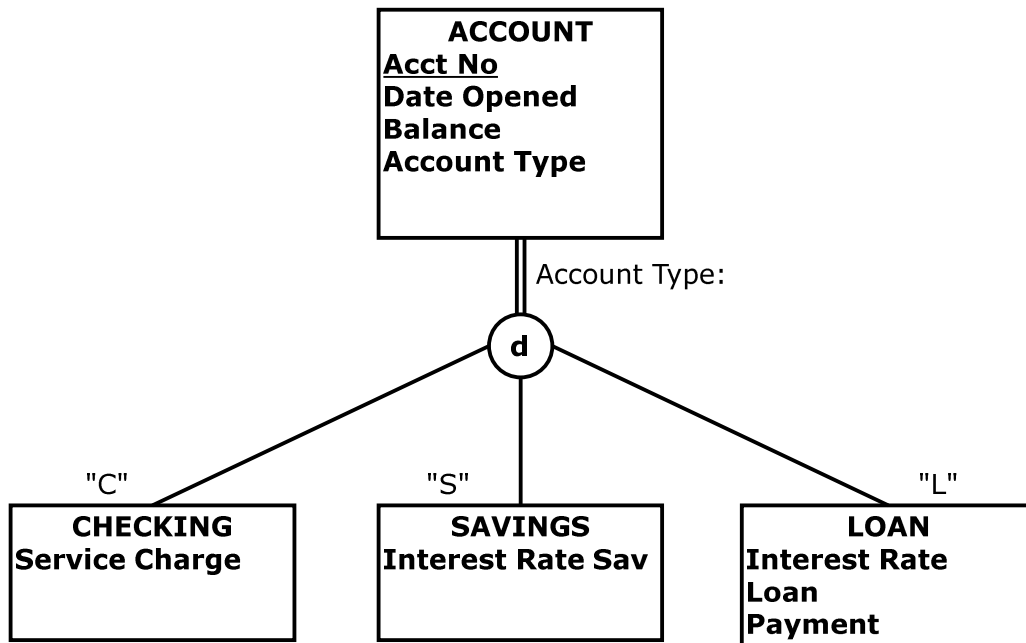 ACCOUNT
Acct No
Date Opened
Balance
Account Type
Account Type:
d
"C"
"S"
"L"
CHECKING
Service Charge
SAVINGS
Interest Rate Sav
LOAN
Interest Rate
Loan
Payment